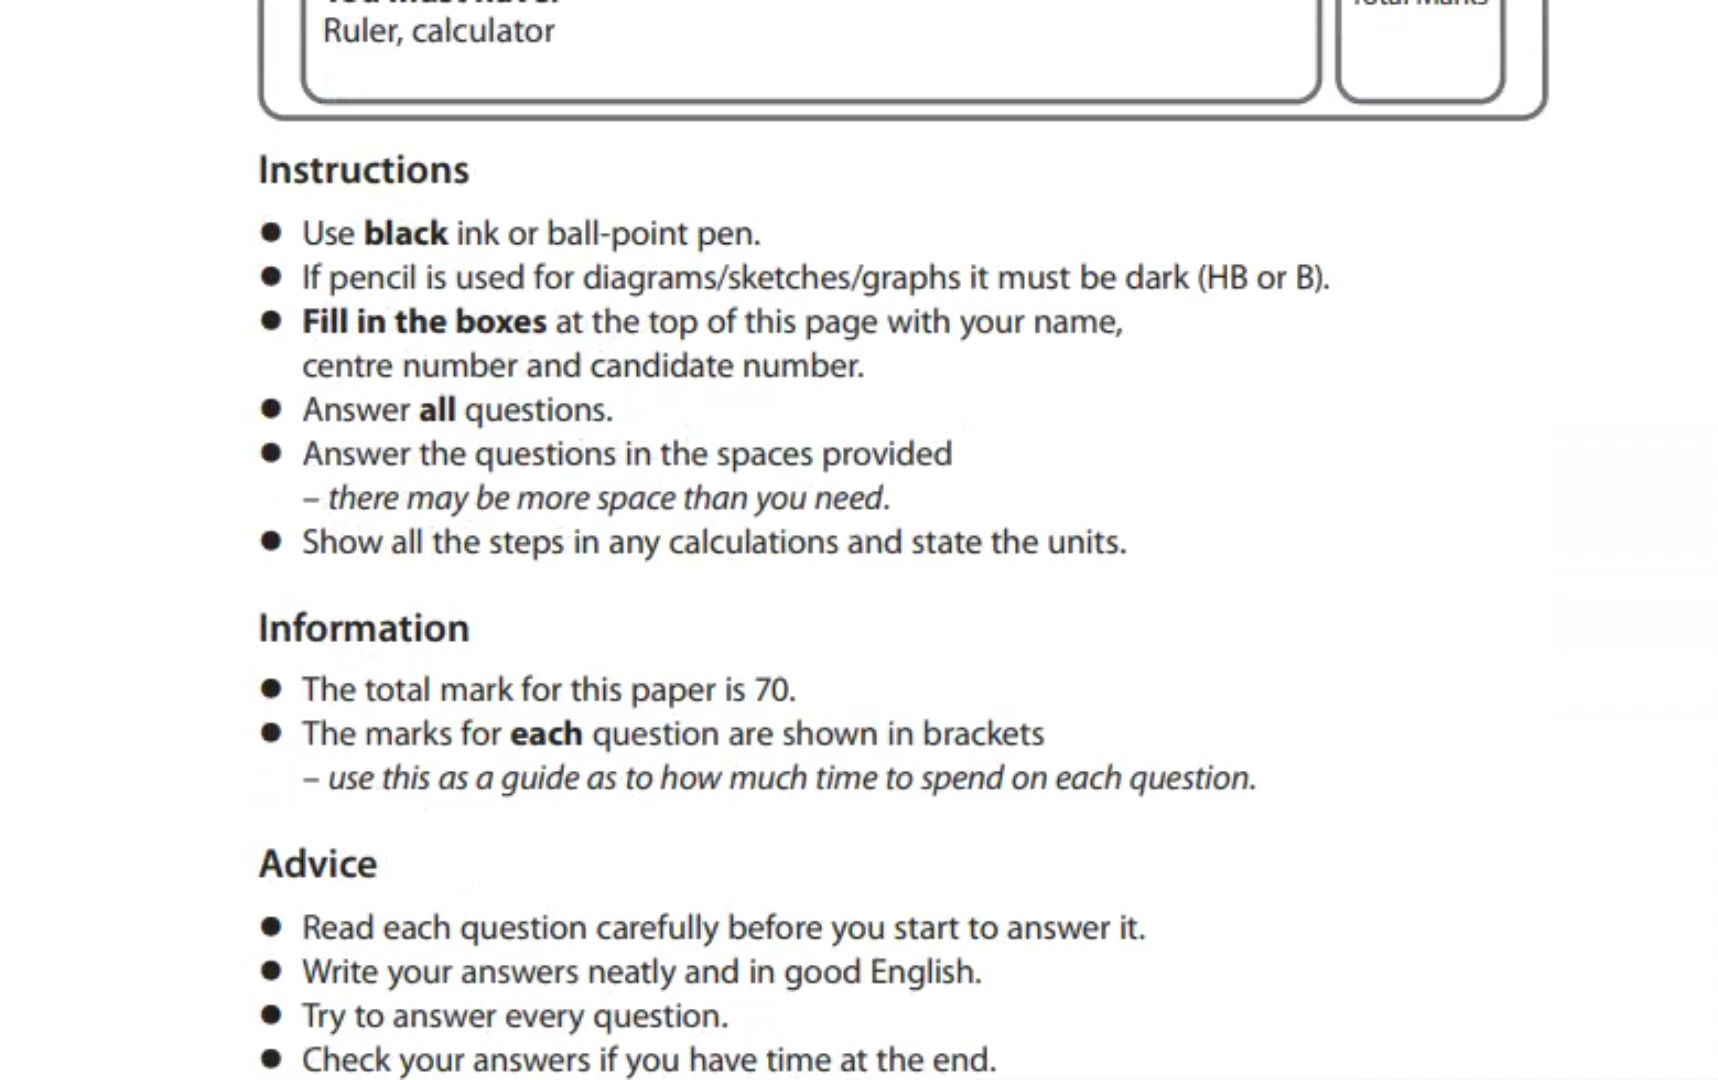 You must have:
Total Marks
Ruler, calculator
Instructions
● Use black ink or ball-point pen.
● If pencil is used for diagrams/sketches/graphs it must be dark (HB or B).
● Fill in the boxes at the top of this page with your name,
centre number and candidate number.
● Answer all questions.
● Answer the questions in the spaces provided
– there may be more space than you need.
● Show all the steps in any calculations and state the units.
Information
● The total mark for this paper is 70.
● The marks for each question are shown in brackets
– use this as a guide as to how much time to spend on each question.
Advice
● Read each question carefully before you start to answer it.
● Write your answers neatly and in good English.
● Try to answer every question.
● Check your answers if you have time at the end.